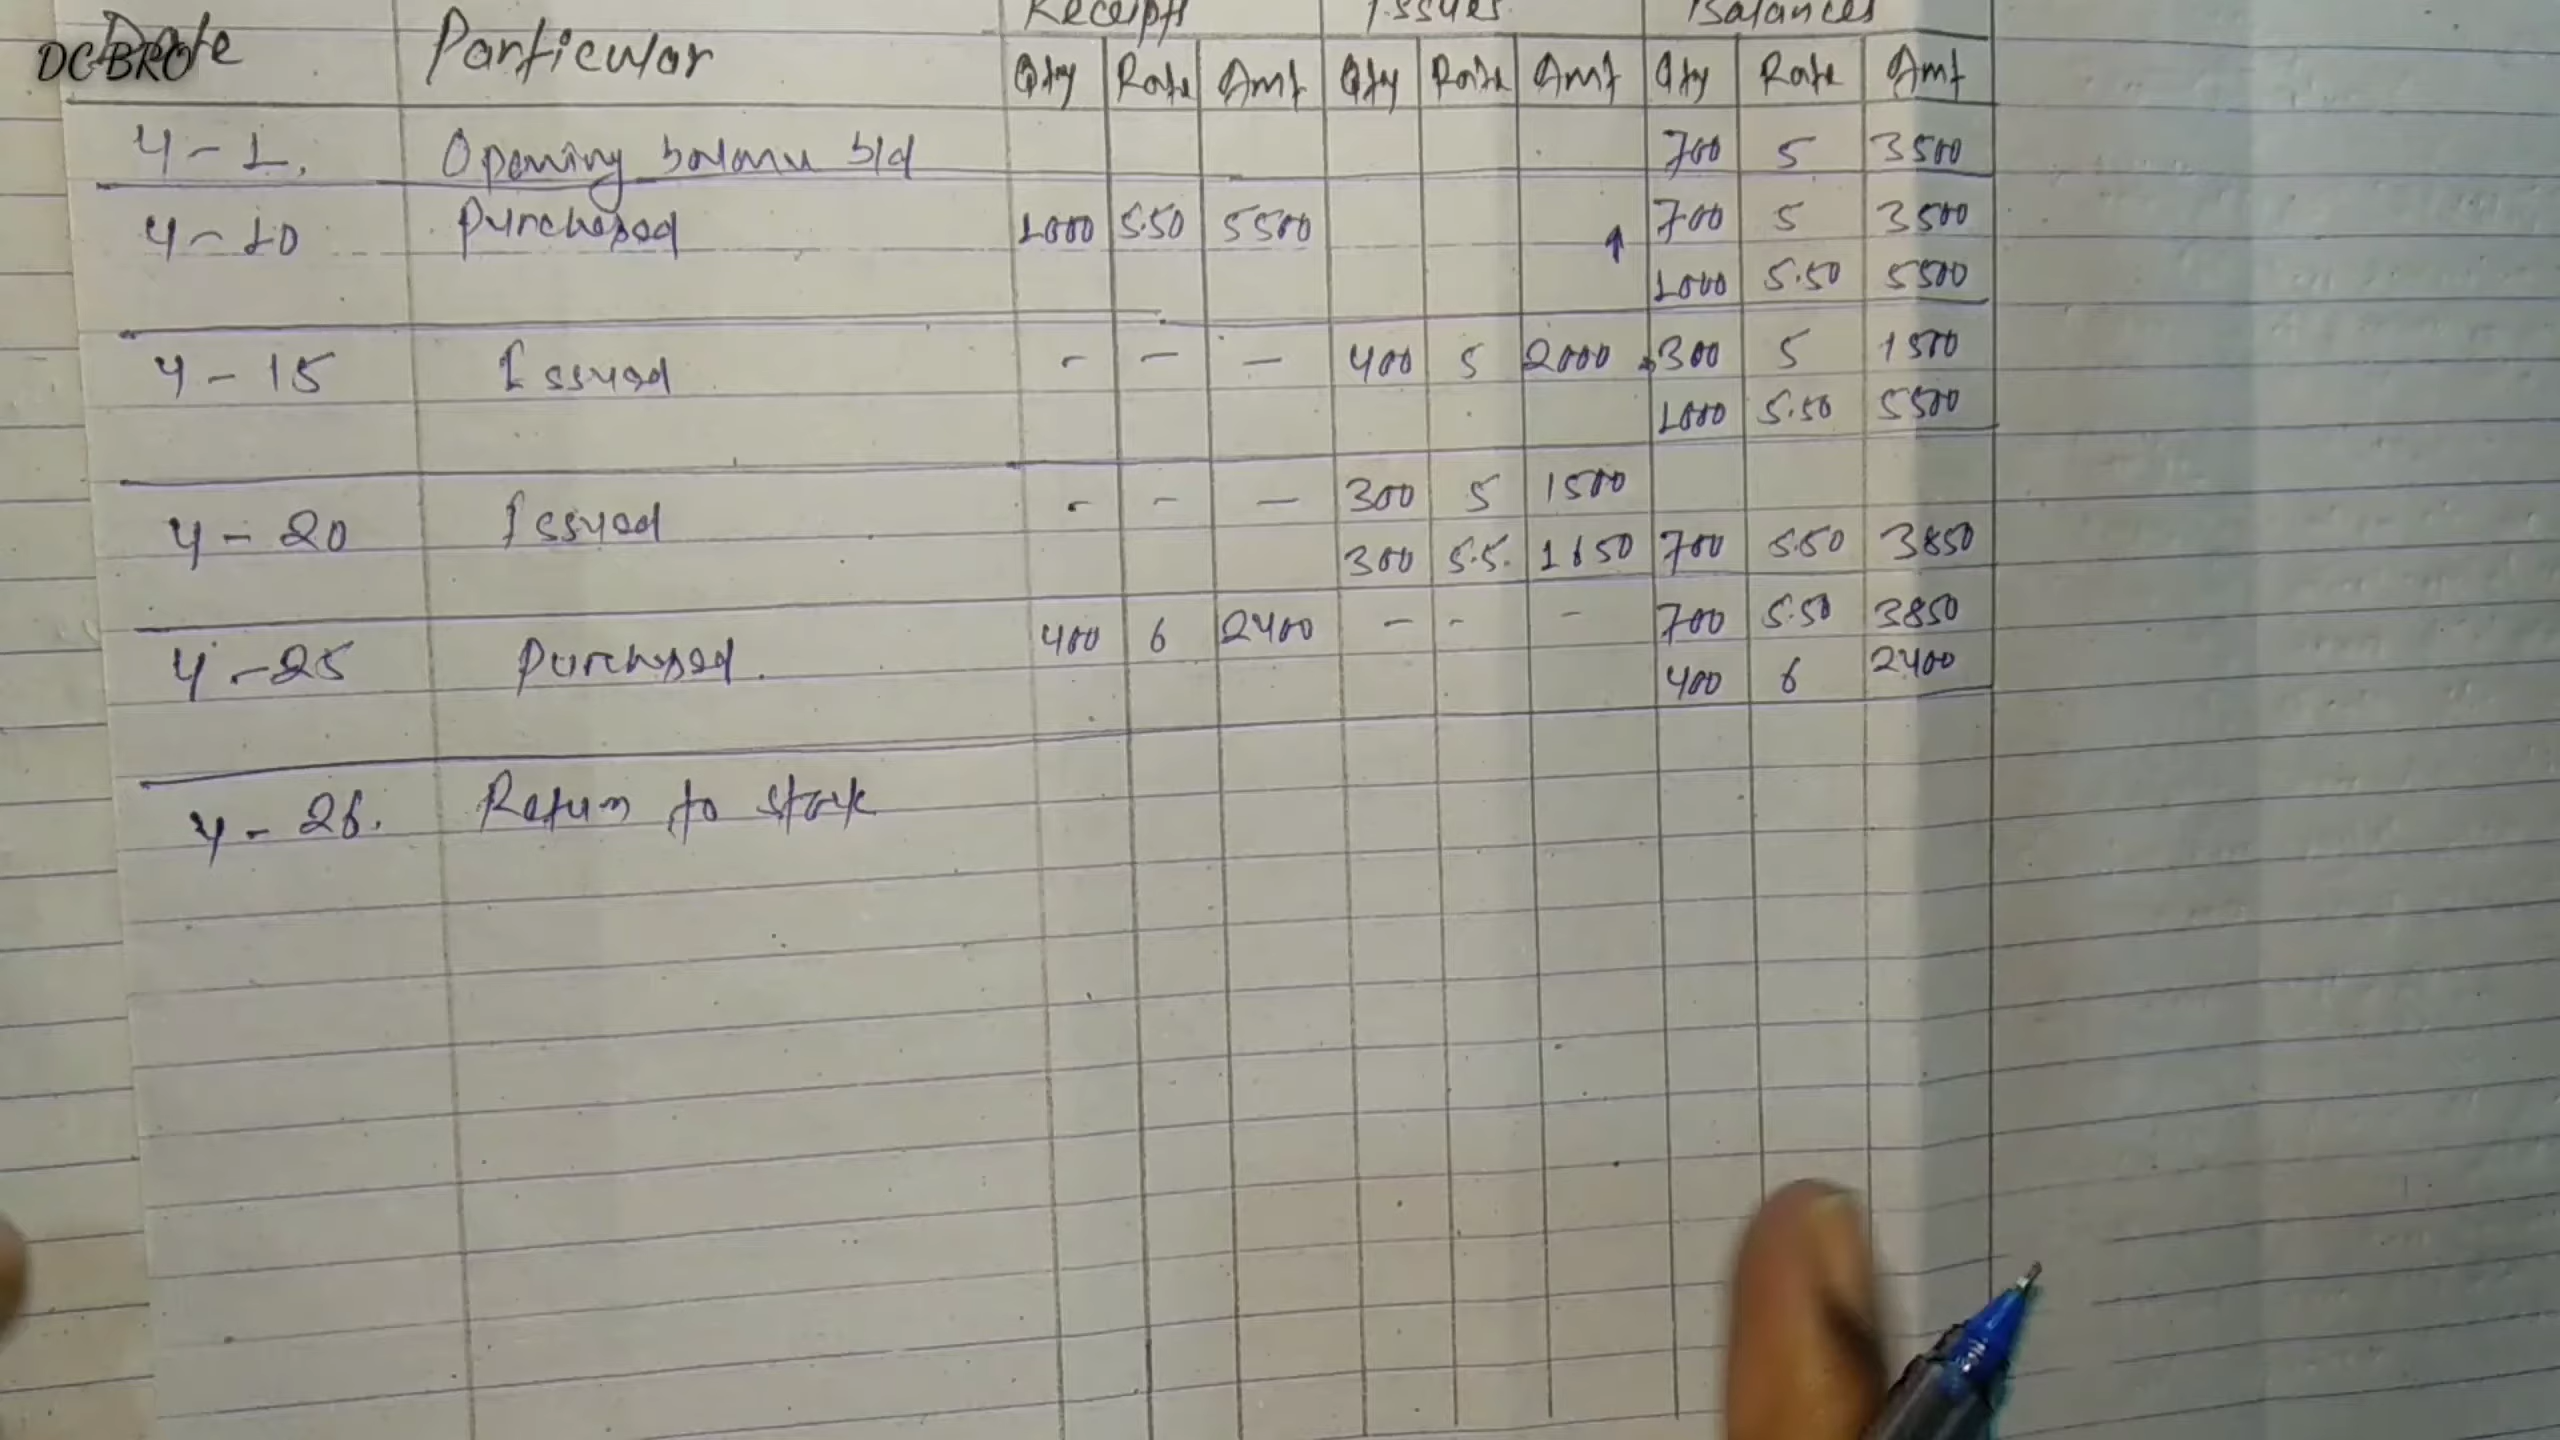 Receipts Issues Balances
Date Particular Qty Rate Amt Qty Rate Amt Qty Rate Amt
DC BRO
4-1. Opening balance b/d 700 5 3500
4-10 Purchased 1000 5.50 5500 700 5 3500
1000 5.50 5500
4-15 Issued - - - 400 5 2000 300 5 1500
1000 5.50 5500
4-20 Issued - - - 300 5 1500
300 5.5. 1650 700 5.50 3850
4-25 Purchased. 400 6 2400 - - - 700 5.50 3850
400 6 2400
4-26. Return to stock